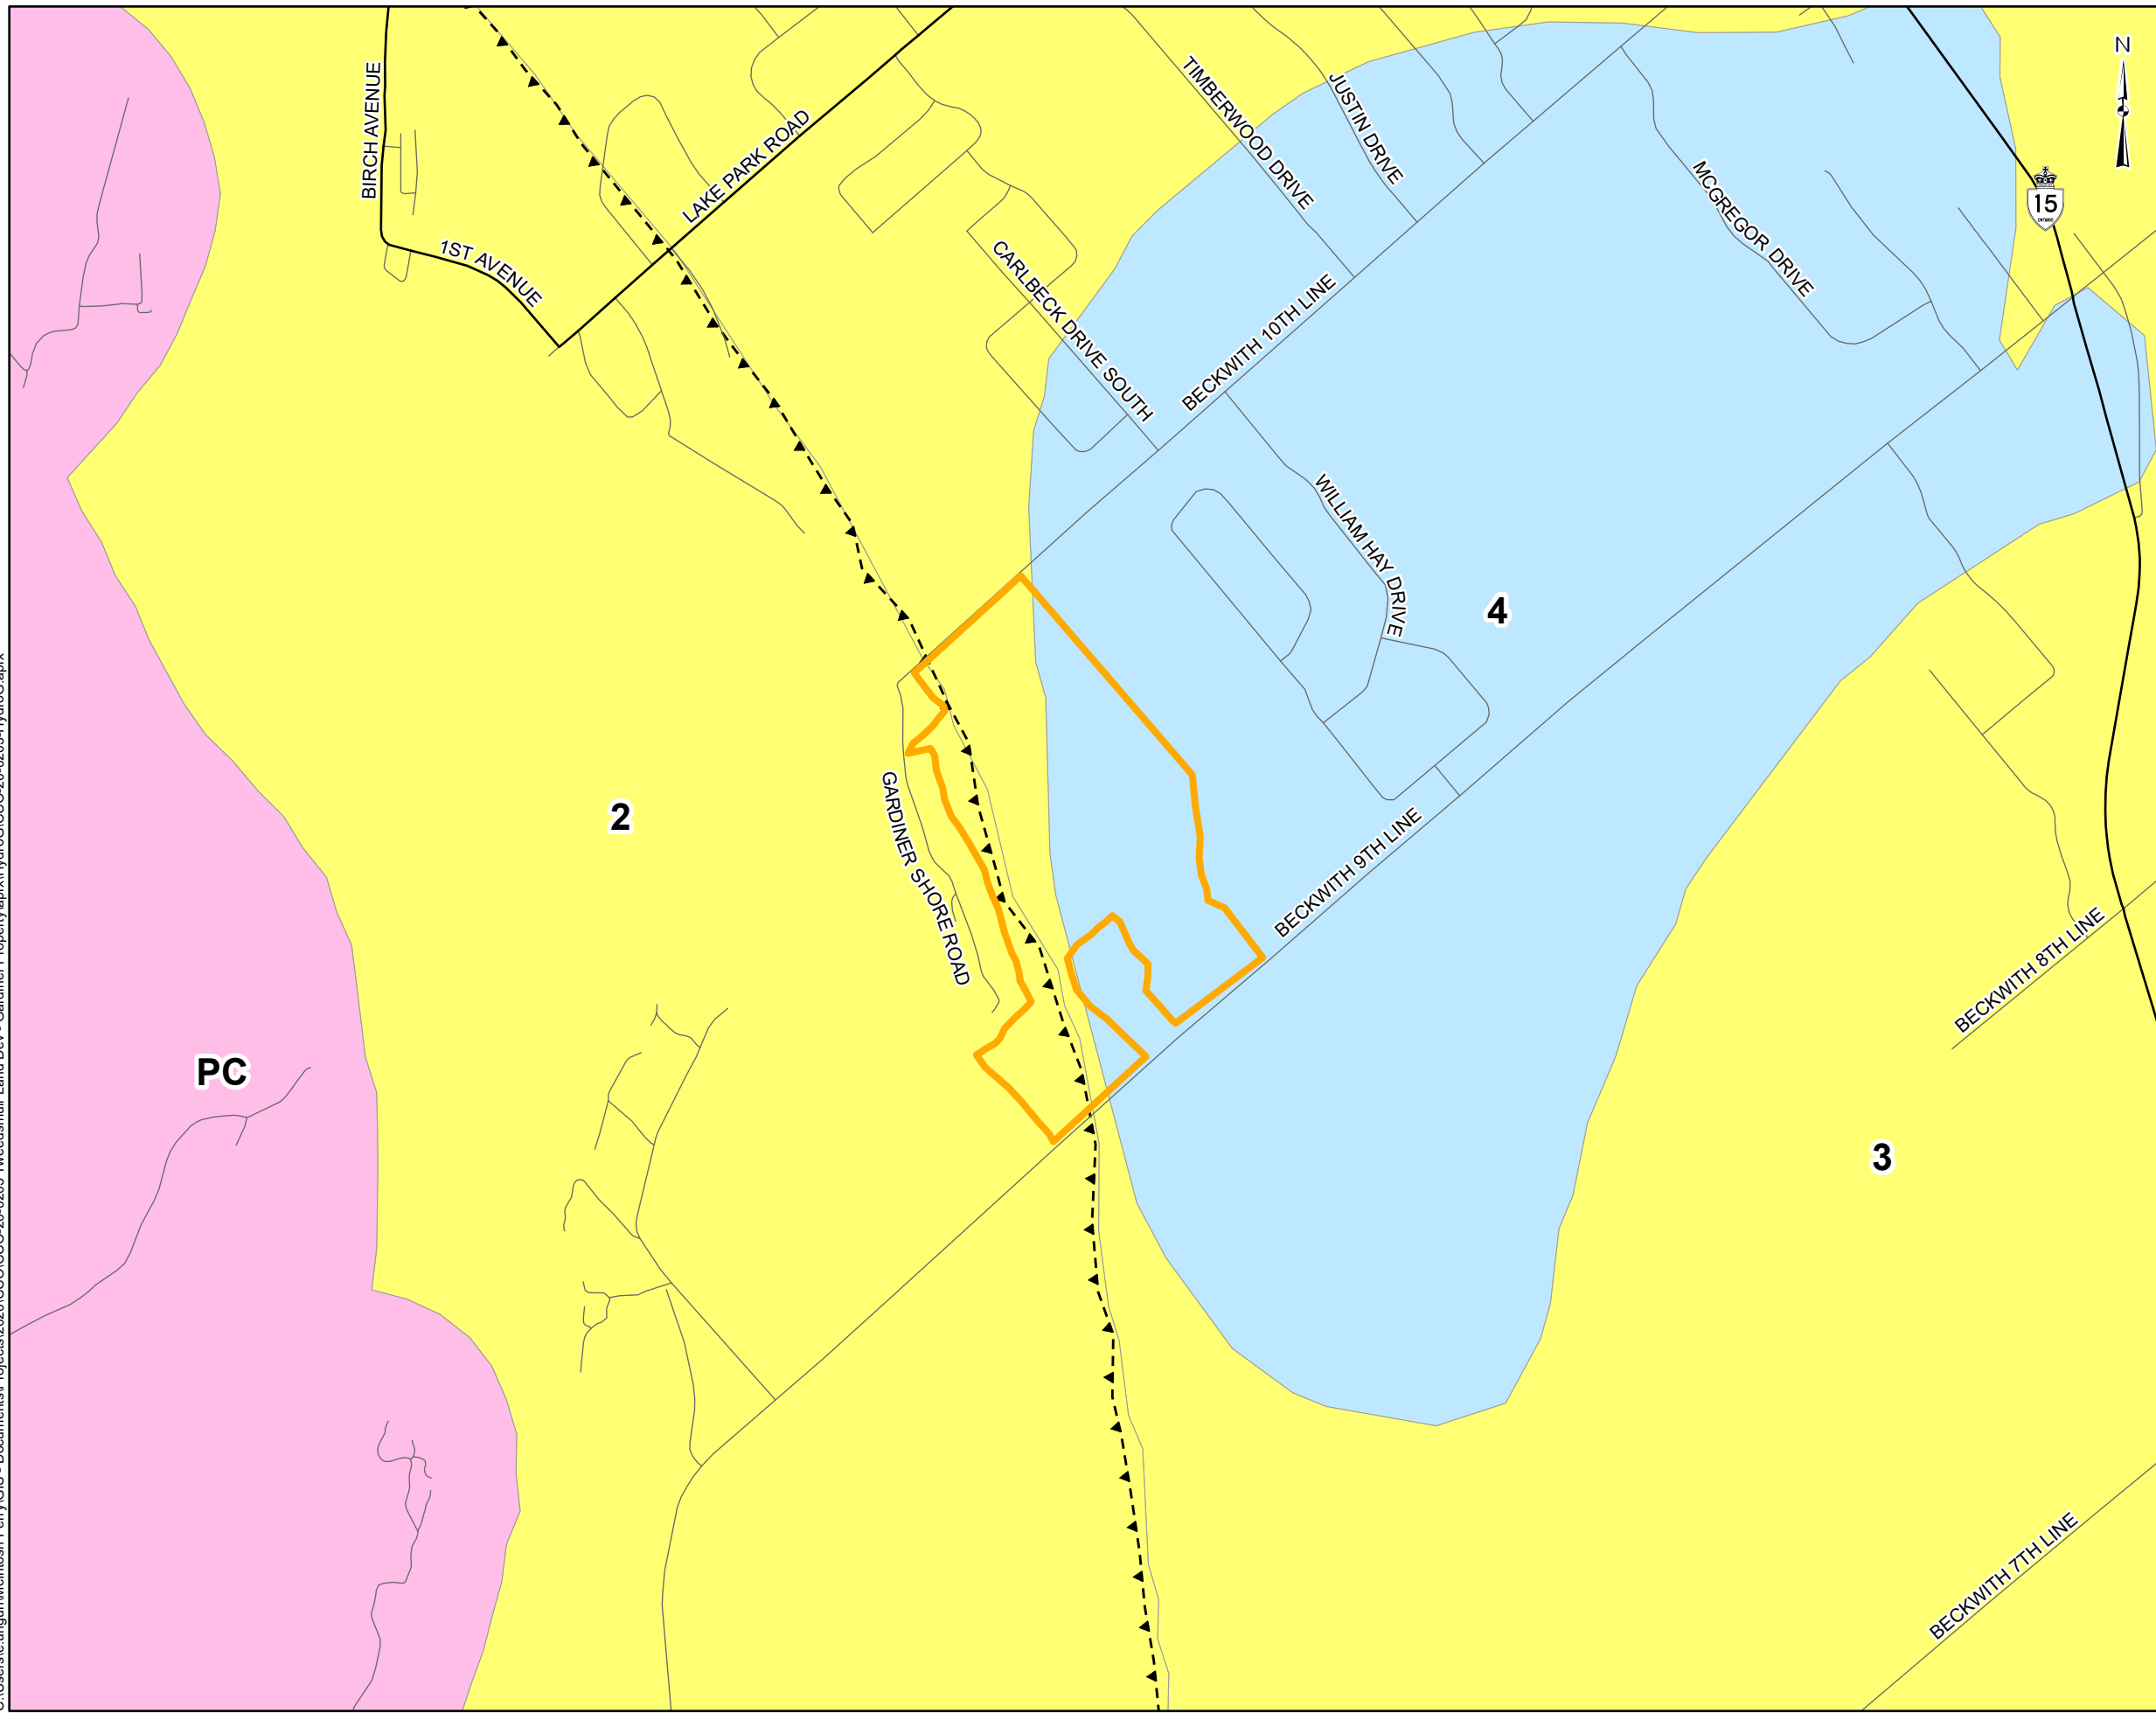 N
BIRCH AVENUE
LAKE PARK ROAD
1ST AVENUE
TIMBERWOOD DRIVE
JUSTIN DRIVE
MCGREGOR DRIVE
15
ONTARIO
CARLBECK DRIVE SOUTH
BECKWITH 10TH LINE
WILLIAM HAY DRIVE
4
2
GARDINER SHORE ROAD
BECKWITH 9TH LINE
BECKWITH 8TH LINE
PC
3
BECKWITH 7TH LINE